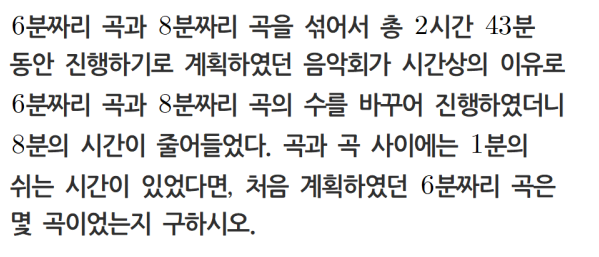 6분짜리 곡과 8분짜리 곡을 섞어서 총 2시간 43분
동안 진행하기로 계획하였던 음악회가 시간상의 이유로
6분짜리 곡과 8분짜리 곡의 수를 바꾸어 진행하였더니
8분의 시간이 줄어들었다. 곡과 곡 사이에는 1분의
쉬는 시간이 있었다면, 처음 계획하였던 6분짜리 곡은
몇 곡이었는지 구하시오.